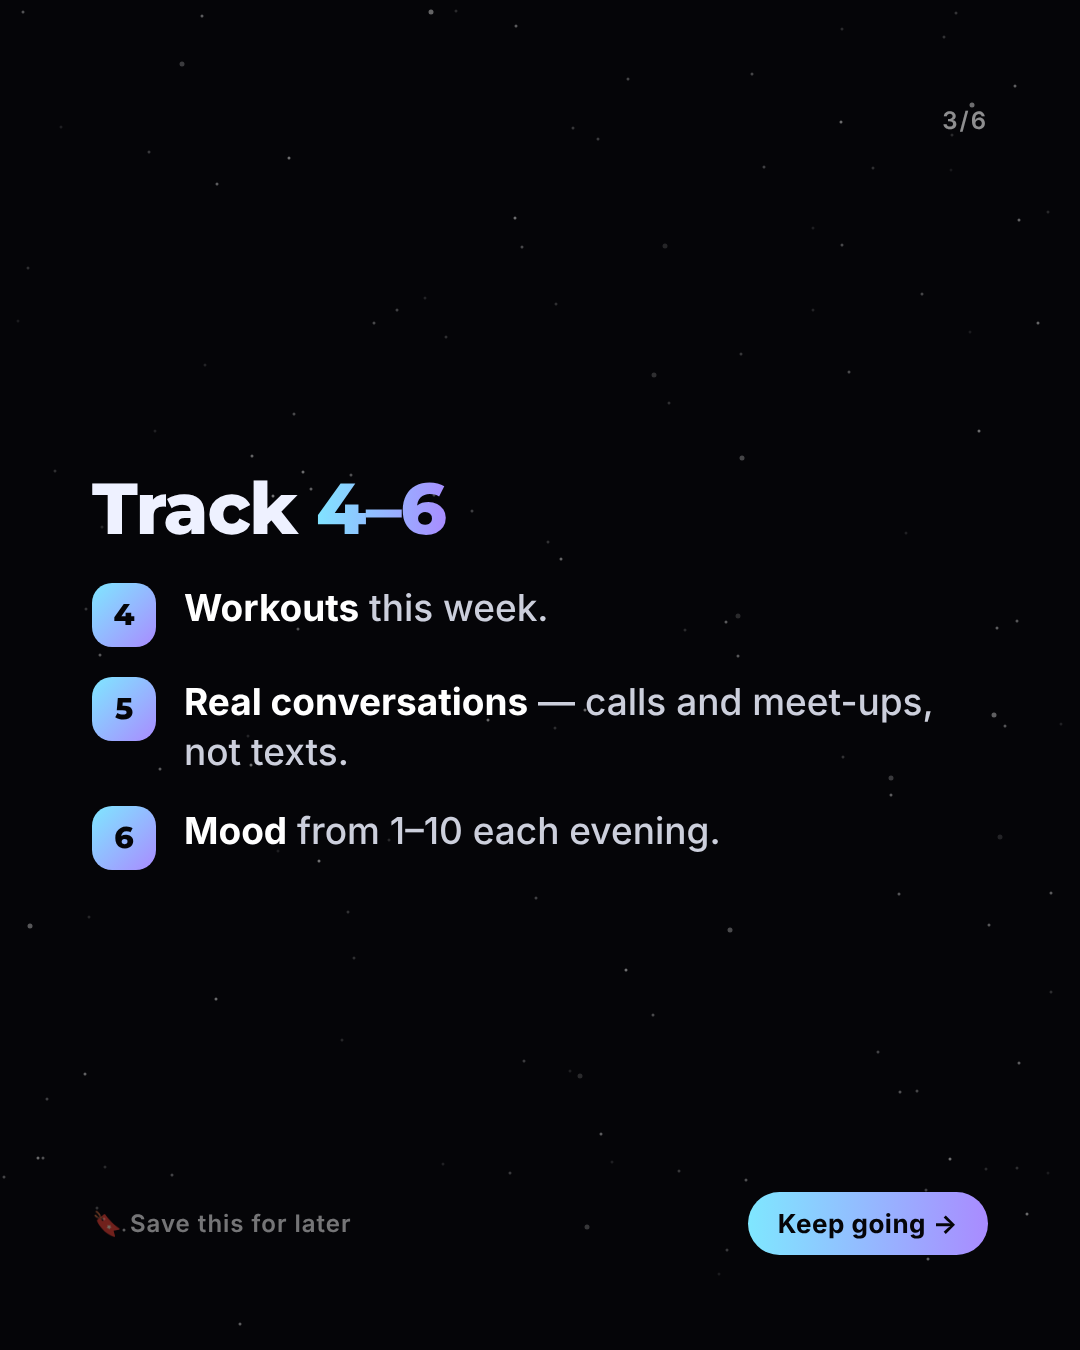 3/6
Track 4–6
4 Workouts this week.
5 Real conversations — calls and meet-ups,
not texts.
6 Mood from 1–10 each evening.
Save this for later
Keep going →